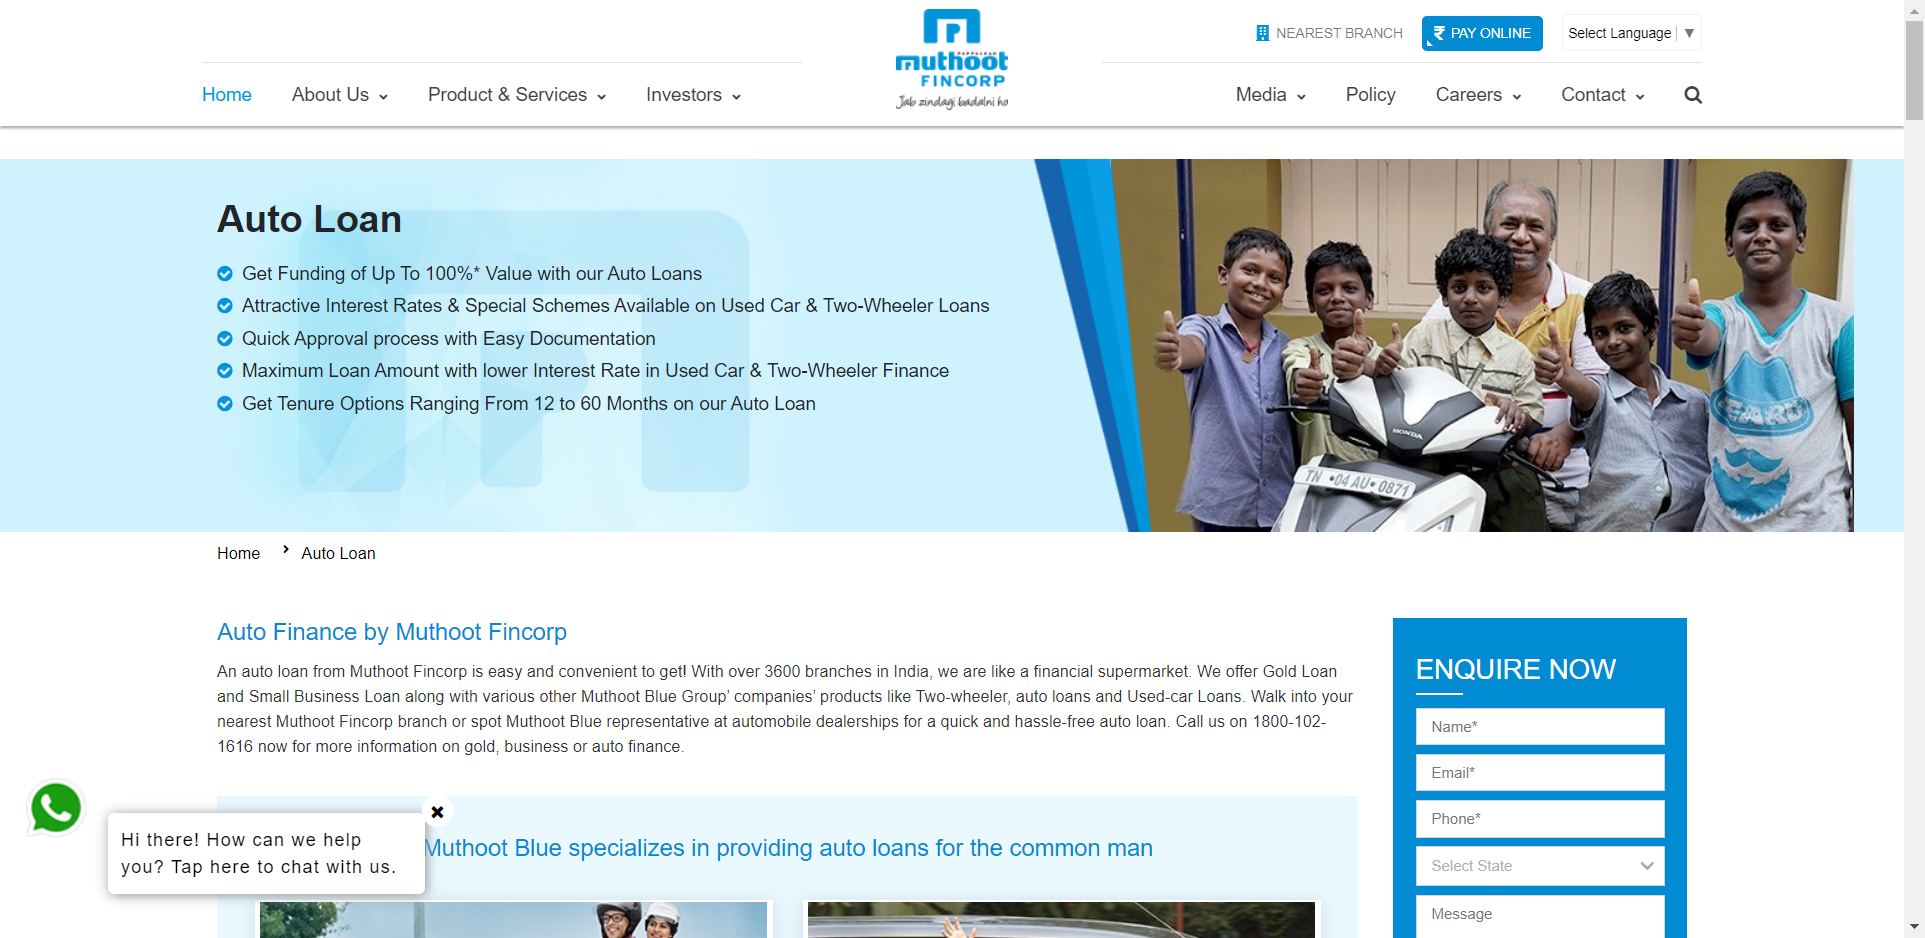 NEAREST BRANCH
PAY ONLINE
Select Language ▼
PAPPACHAN
muthoot
FINCORP
Jab zindagi badalni ho
Home
About Us
Product & Services
Investors
Media
Policy
Careers
Contact
Auto Loan
Get Funding of Up To 100%* Value with our Auto Loans
Attractive Interest Rates & Special Schemes Available on Used Car & Two-Wheeler Loans
Quick Approval process with Easy Documentation
Maximum Loan Amount with lower Interest Rate in Used Car & Two-Wheeler Finance
Get Tenure Options Ranging From 12 to 60 Months on our Auto Loan
HONDA
TN 04 AU 0871
BEARD
Home
Auto Loan
Auto Finance by Muthoot Fincorp
An auto loan from Muthoot Fincorp is easy and convenient to get! With over 3600 branches in India, we are like a financial supermarket. We offer Gold Loan
and Small Business Loan along with various other Muthoot Blue Group’ companies’ products like Two-wheeler, auto loans and Used-car Loans. Walk into your
nearest Muthoot Fincorp branch or spot Muthoot Blue representative at automobile dealerships for a quick and hassle-free auto loan. Call us on 1800-102-
1616 now for more information on gold, business or auto finance.
Muthoot Blue specializes in providing auto loans for the common man
Hi there! How can we help
you? Tap here to chat with us.
ENQUIRE NOW
Name*
Email*
Phone*
Select State
Message